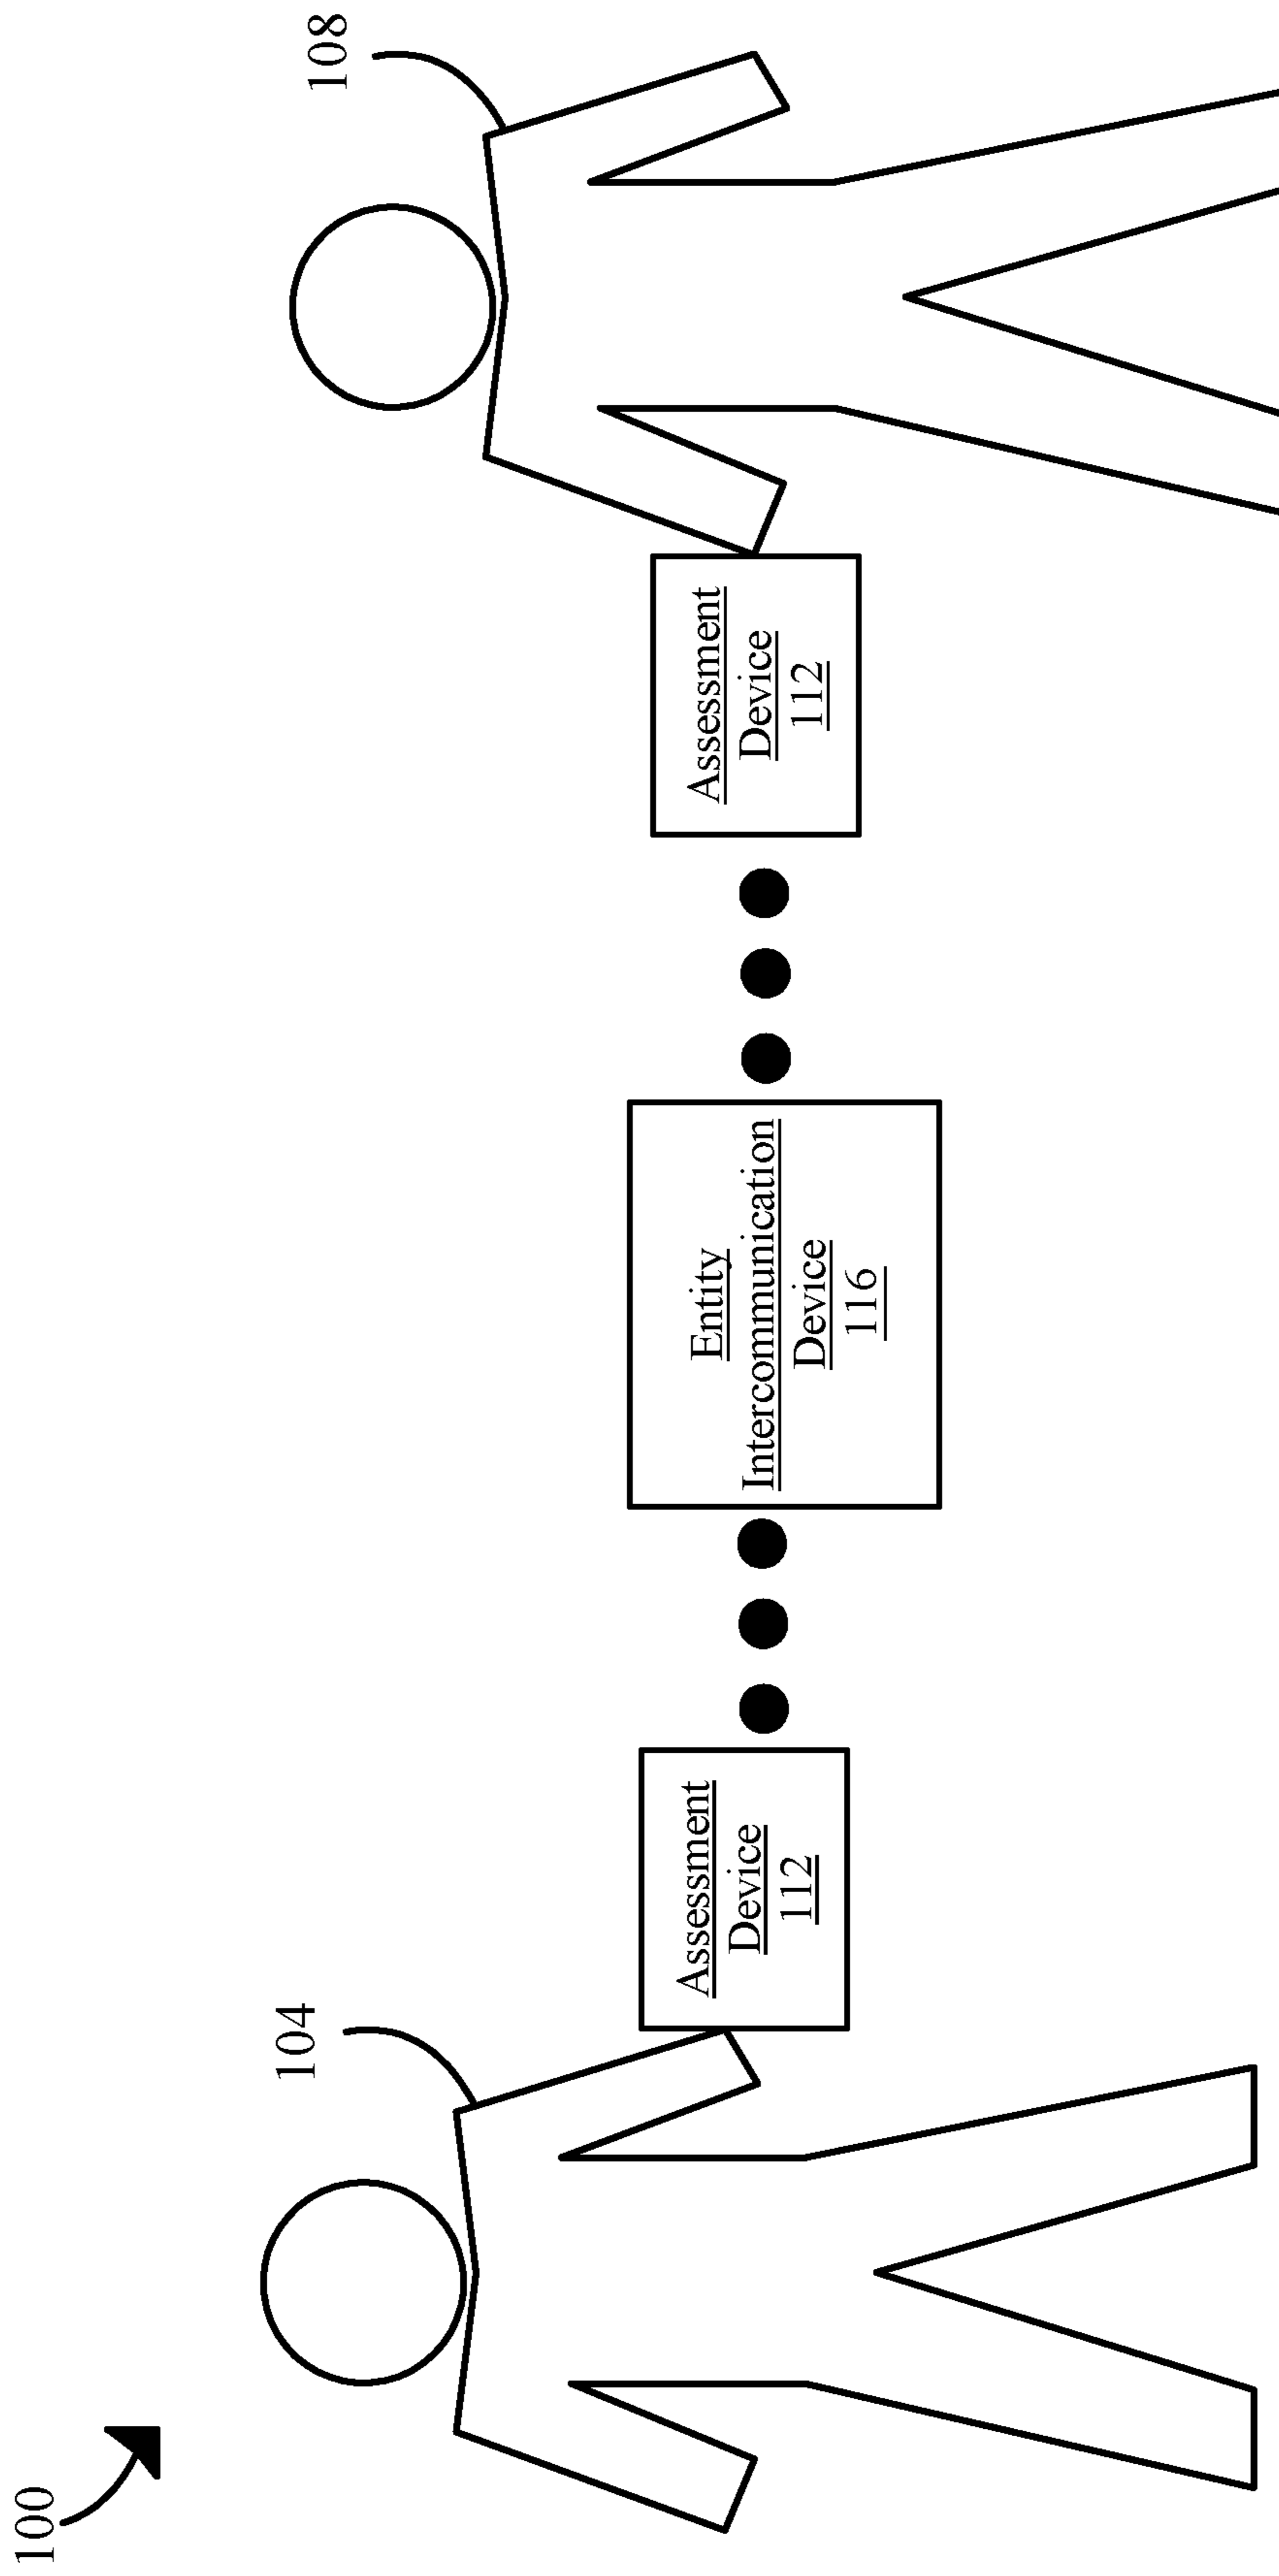 100
104
108
Assessment
Device
112
Entity
Intercommunication
Device
116
Assessment
Device
112